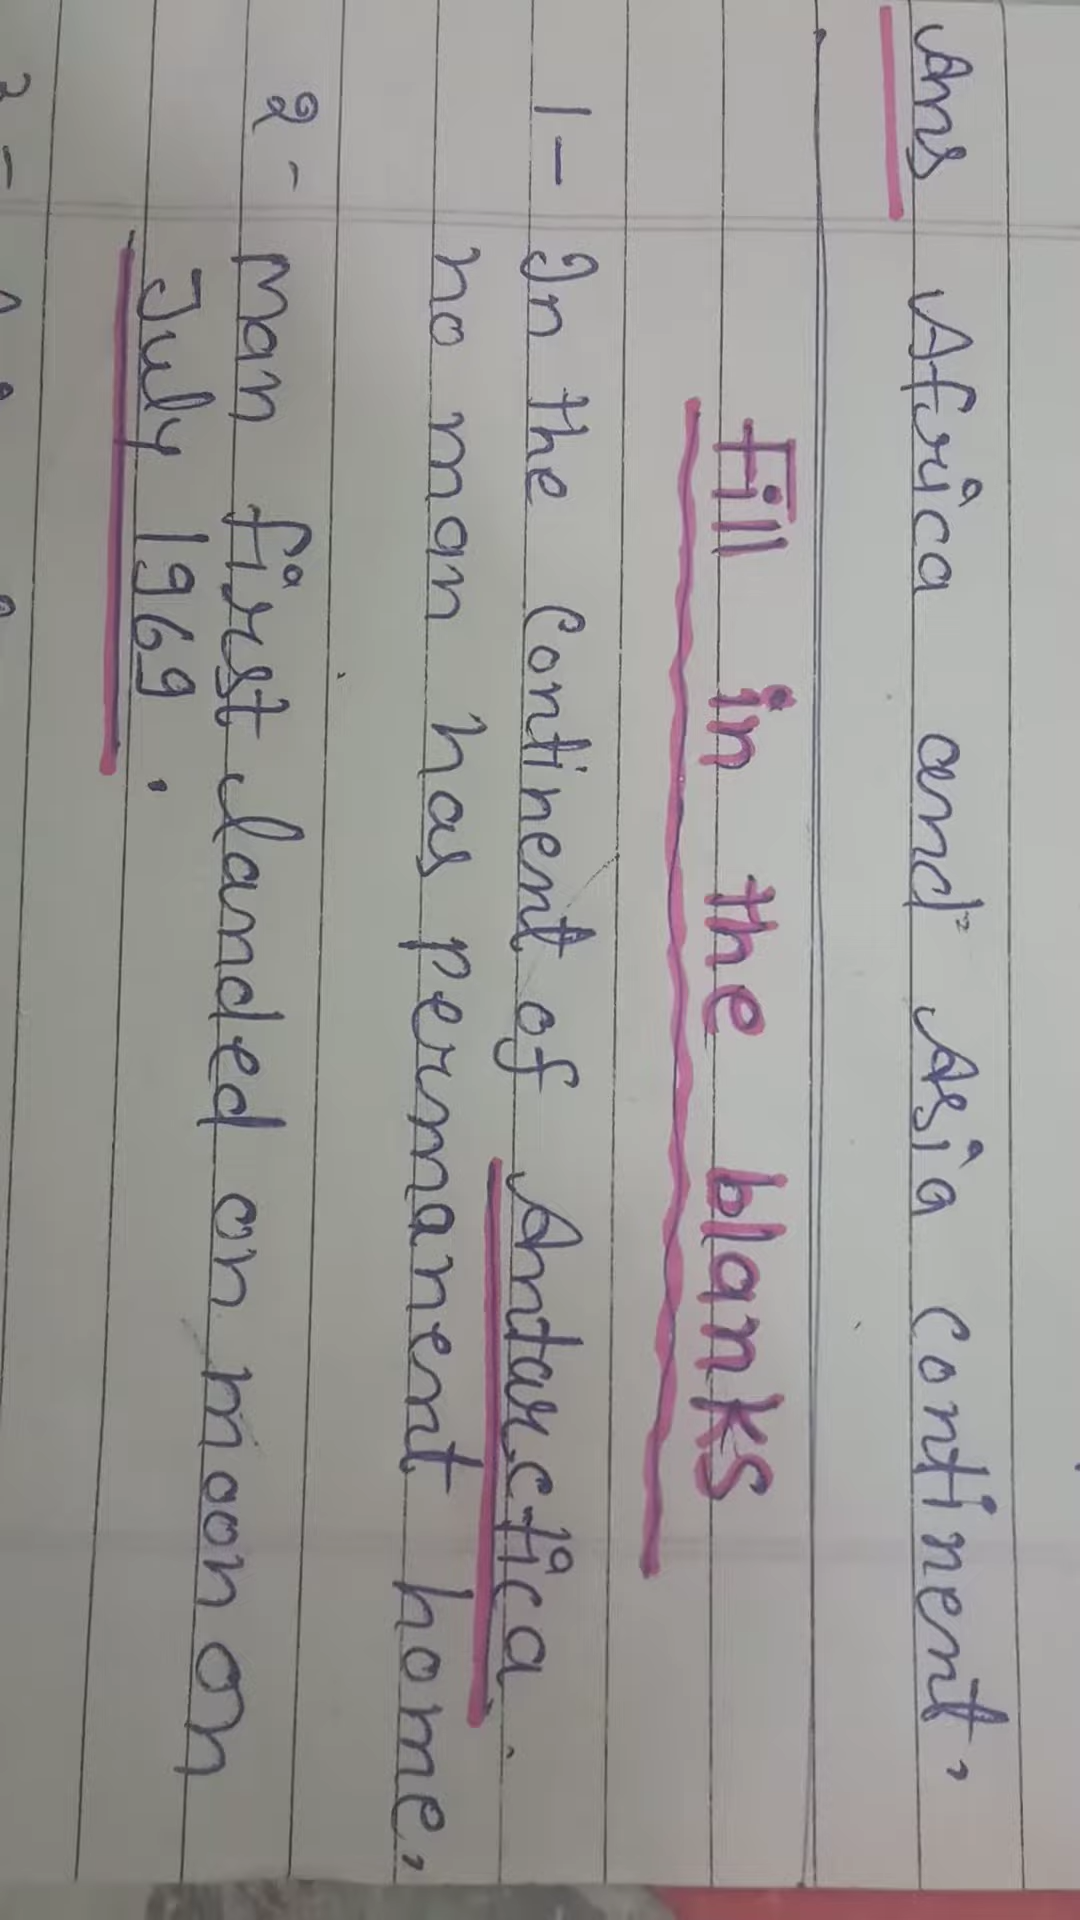 Ans Africa and Asia Continent.
Fill in the blanks
1- In the Continent of Antarctica.
no man has permanent home.
2- Man first landed on moon on
July 1969.